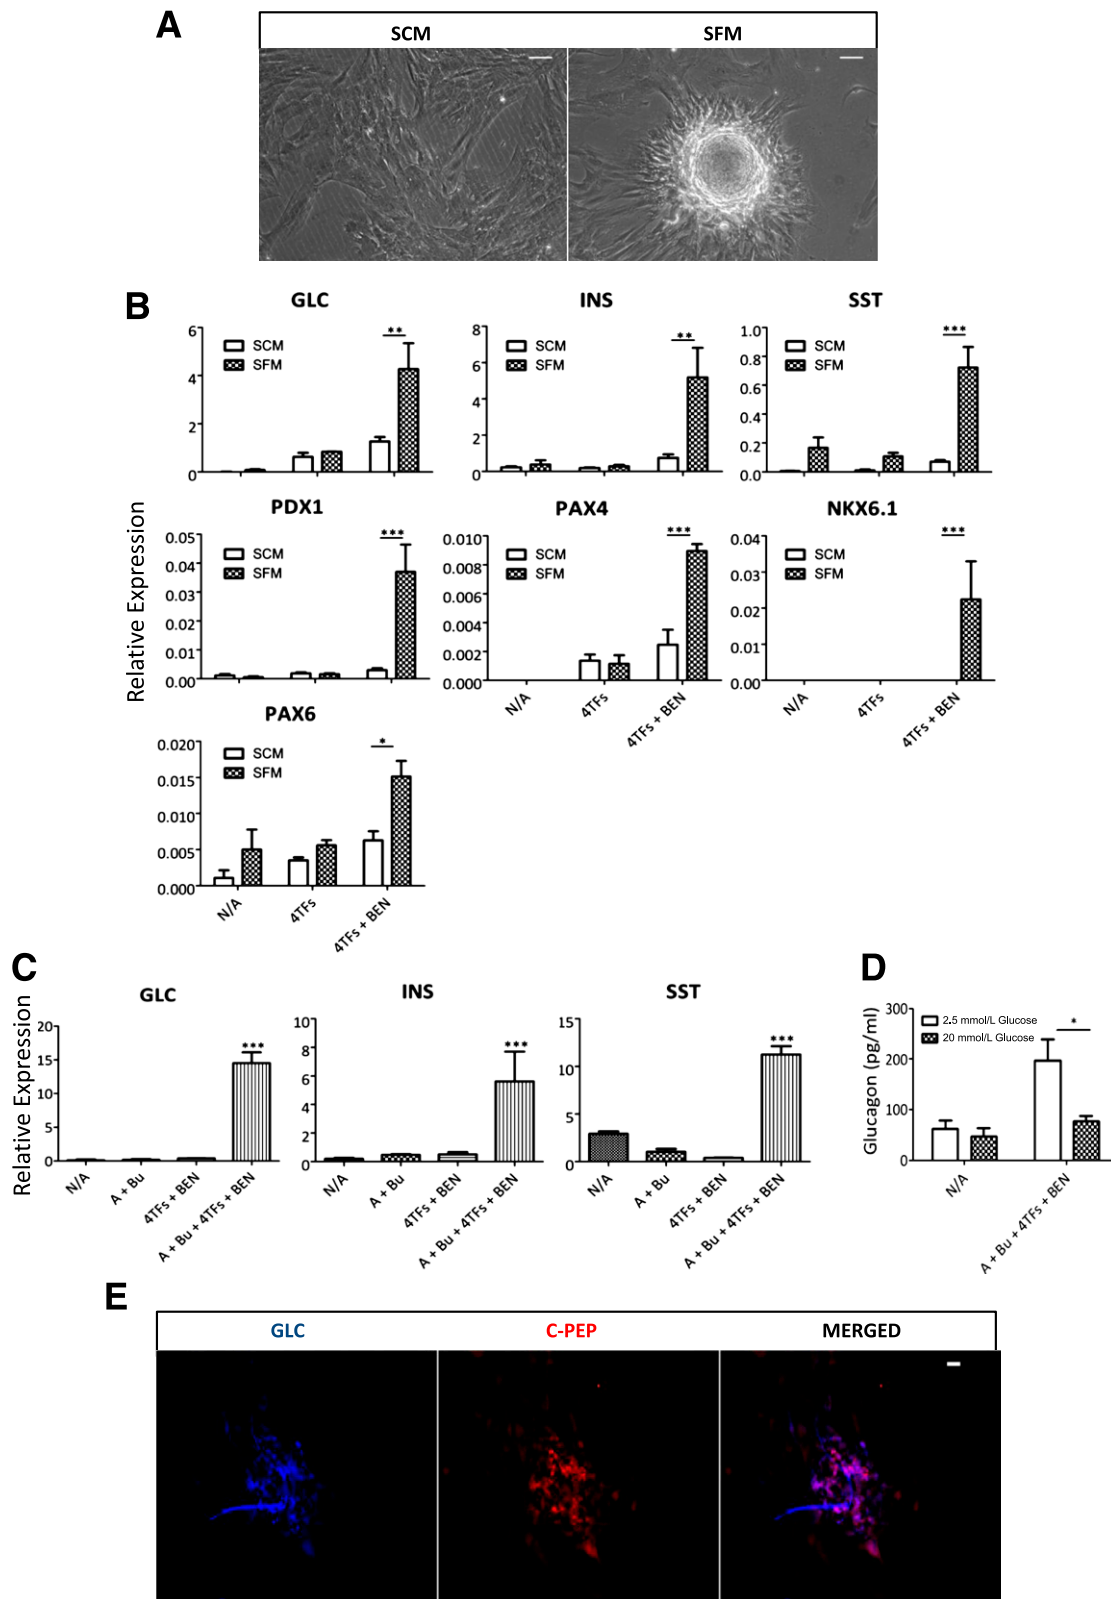 A
SCM SFM
B
Relative Expression
GLC
6
4
2
0
SCM
SFM
**
INS
8
6
4
2
0
SCM
SFM
**
SST
1.0
0.8
0.6
0.4
0.2
0
SCM
SFM
***
PDX1
0.05
0.04
0.03
0.02
0.01
0.00
SCM
SFM
***
PAX4
0.010
0.008
0.006
0.004
0.002
0.000
SCM
SFM
***
N/A 4TFs 4TFs + BEN
NKX6.1
0.04
0.03
0.02
0.01
0.00
SCM
SFM
***
N/A 4TFs 4TFs + BEN
PAX6
0.020
0.015
0.010
0.005
0.000
SCM
SFM
*
N/A 4TFs 4TFs + BEN
C
Relative Expression
GLC
20
15
10
5
0
***
N/A A + Bu 4TFs + BEN A + Bu + 4TFs + BEN
INS
10
8
6
4
2
0
***
N/A A + Bu 4TFs + BEN A + Bu + 4TFs + BEN
SST
15
10
5
0
***
N/A A + Bu 4TFs + BEN A + Bu + 4TFs + BEN
D
Glucagon (pg/ml)
300
200
100
0
2.5 mmol/L Glucose
20 mmol/L Glucose
*
N/A A + Bu + 4TFs + BEN
E
GLC C-PEP MERGED